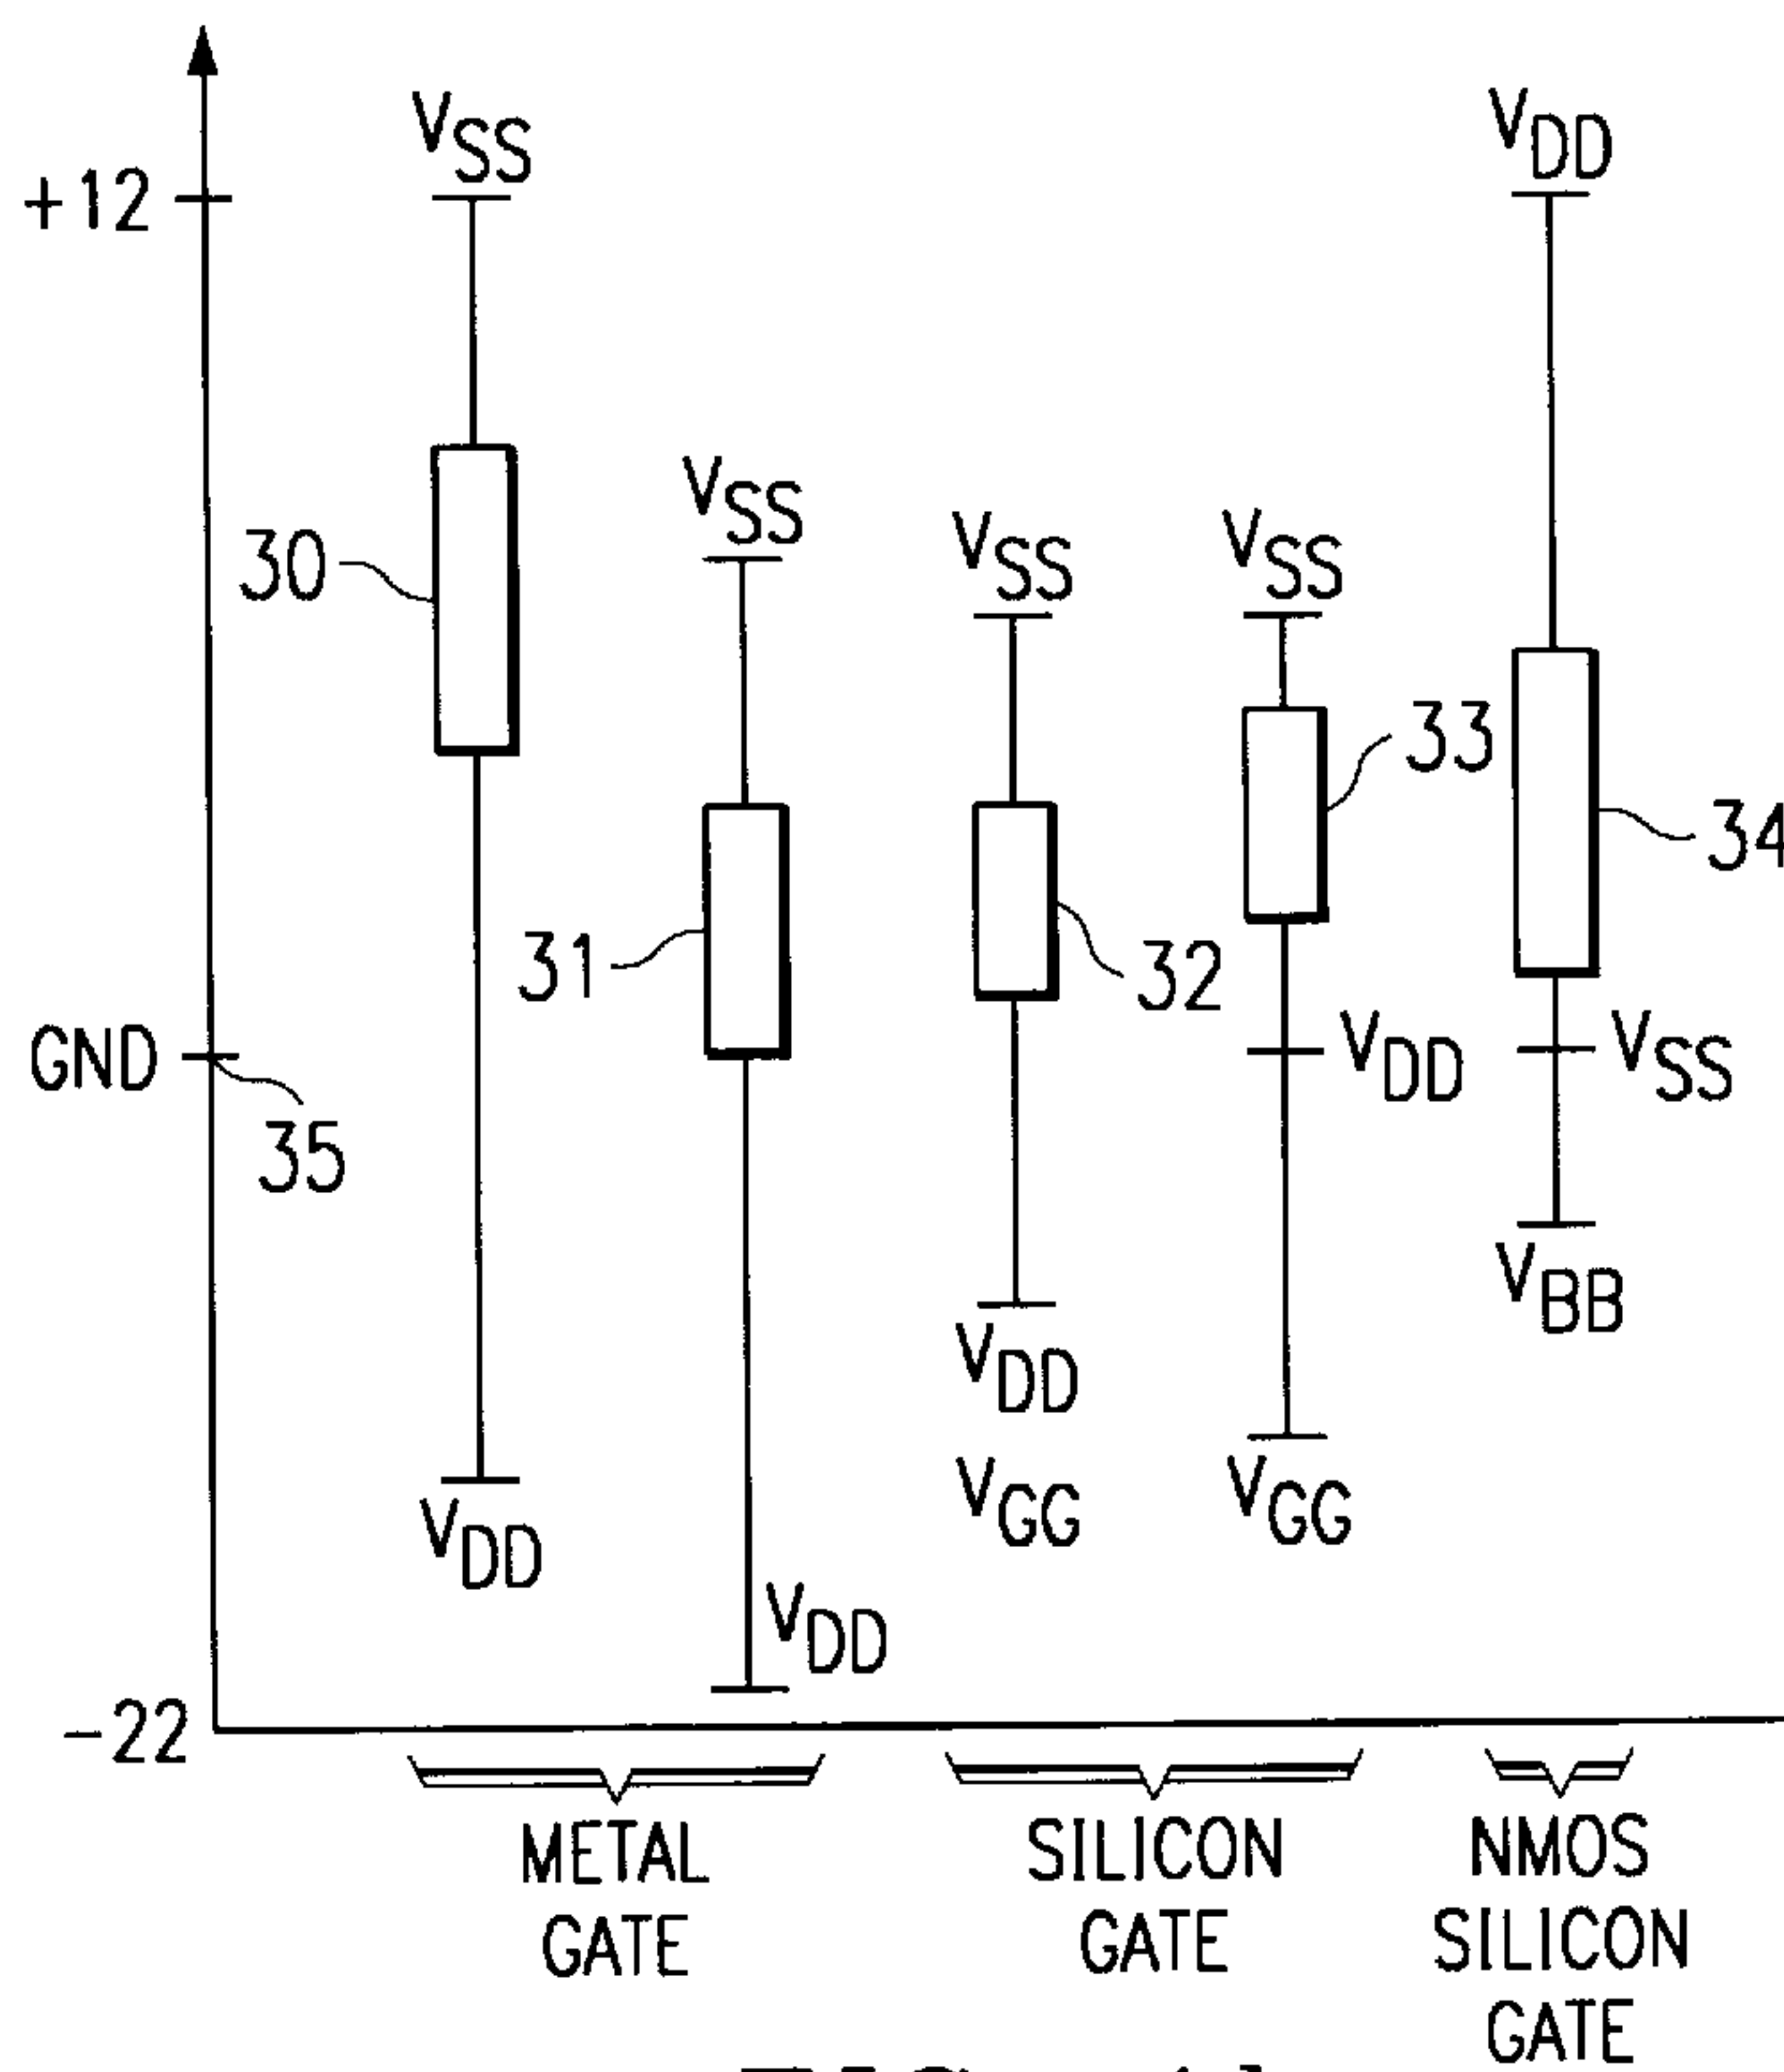 VSS
VDD
+12
VSS
VSS
VSS
30
33
34
31
32
GND
VDD
VSS
35
VBB
VDD
VGG
VGG
VDD
VDD
-22
METAL
GATE
SILICON
GATE
NMOS
SILICON
GATE